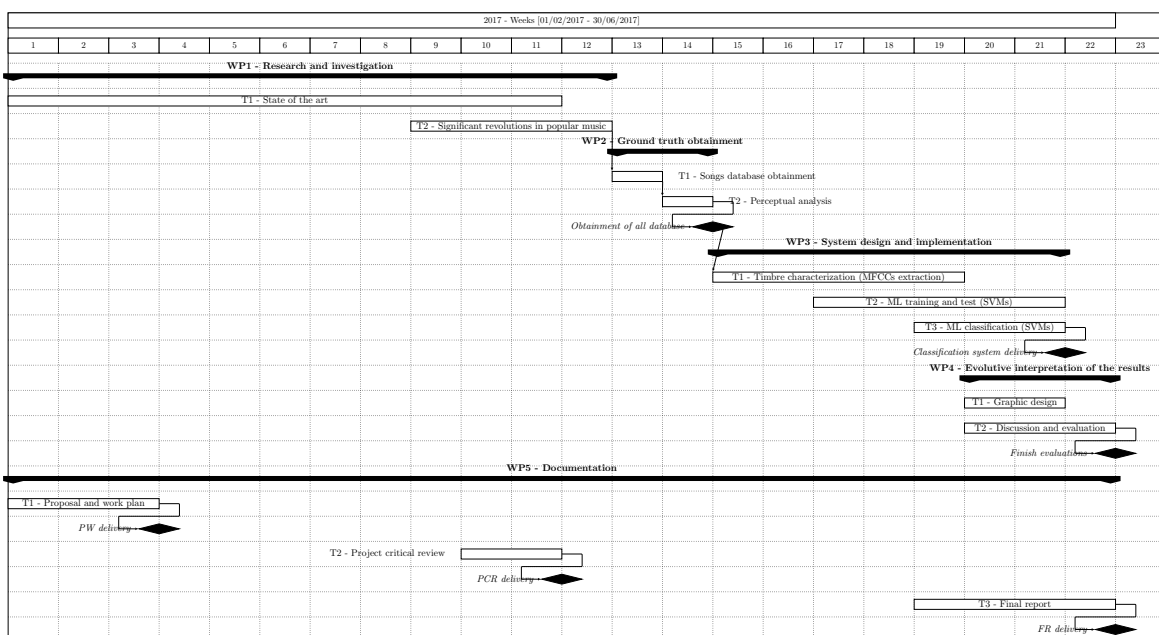 2017 - Weeks [01/02/2017 - 30/06/2017]
1 2 3 4 5 6 7 8 9 10 11 12 13 14 15 16 17 18 19 20 21 22 23
WP1 - Research and investigation
T1 - State of the art
T2 - Significant revolutions in popular music
WP2 - Ground truth obtainment
T1 - Songs database obtainment
T2 - Perceptual analysis
Obtainment of all database
WP3 - System design and implementation
T1 - Timbre characterization (MFCCs extraction)
T2 - ML training and test (SVMs)
T3 - ML classification (SVMs)
Classification system delivery
WP4 - Evolutive interpretation of the results
T1 - Graphic design
T2 - Discussion and evaluation
Finish evaluations
WP5 - Documentation
T1 - Proposal and work plan
PW delivery
T2 - Project critical review
PCR delivery
T3 - Final report
FR delivery